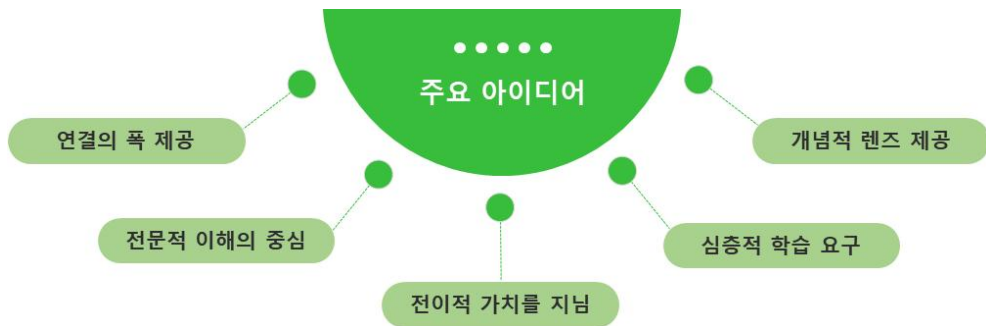 주요 아이디어
연결의 폭 제공
개념적 렌즈 제공
전문적 이해의 중심
심층적 학습 요구
전이적 가치를 지님